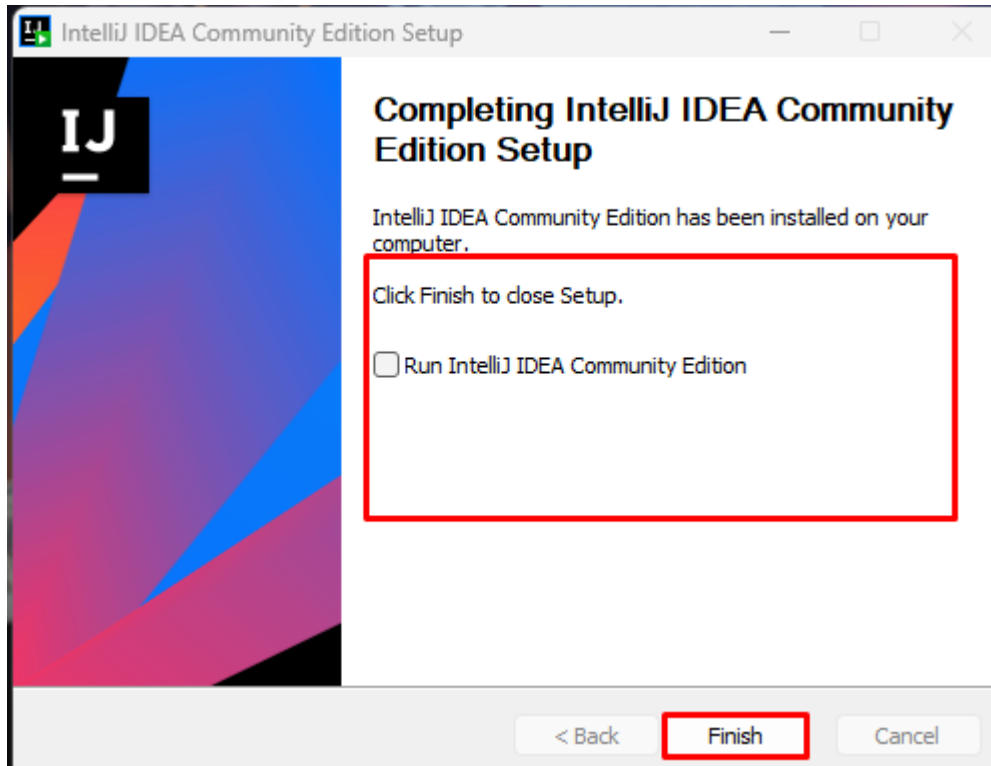 IntelliJ IDEA Community Edition Setup
IJ
Completing IntelliJ IDEA Community
Edition Setup
IntelliJ IDEA Community Edition has been installed on your
computer.
Click Finish to close Setup.
Run IntelliJ IDEA Community Edition
< Back
Finish
Cancel